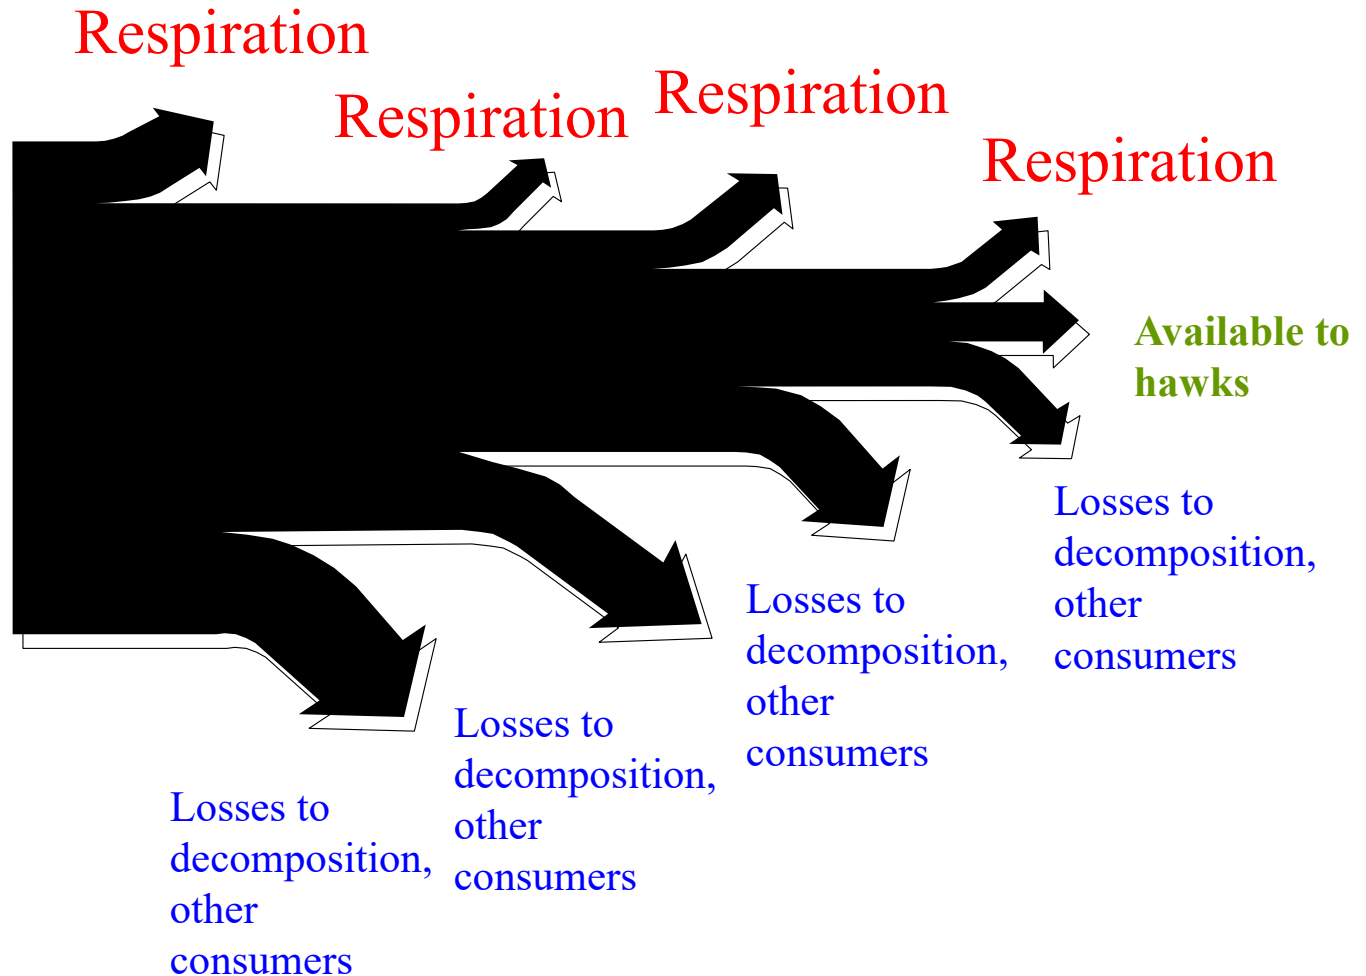 Respiration
Respiration
Respiration
Respiration
Available to
hawks
Losses to
decomposition,
other
consumers
Losses to
decomposition,
other
consumers
Losses to
decomposition,
other
consumers
Losses to
decomposition,
other
consumers